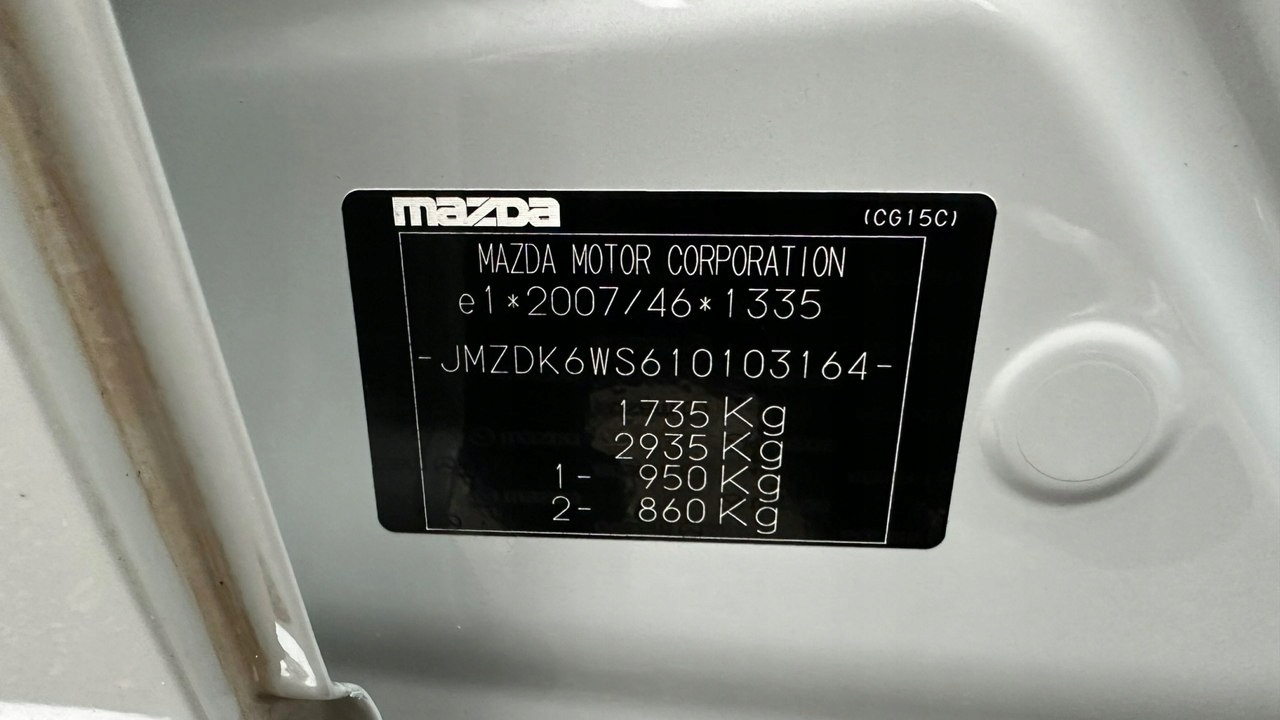 mazda
(CG15C)
MAZDA MOTOR CORPORATION
e1*2007/46*1335
-JMZDK6WS610103164-
1735 Kg
2935 Kg
1- 950 Kg
2- 860 Kg